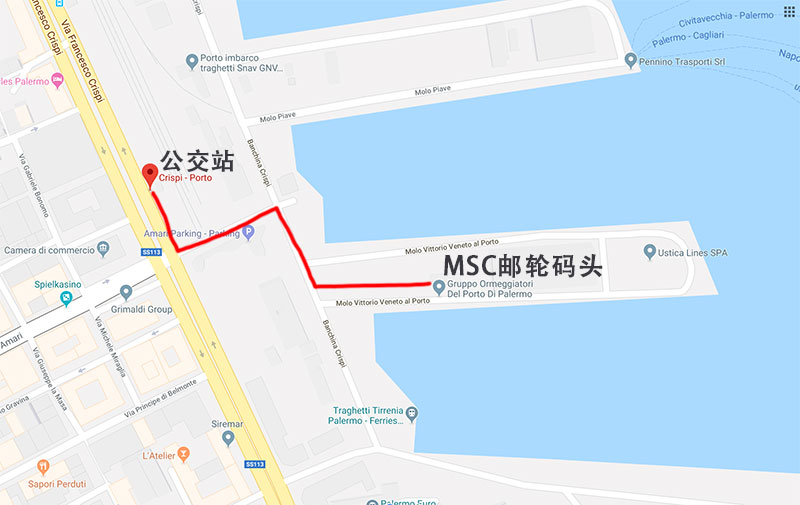 Francesco Crispi
Via Francesco Crispi
Civitavecchia - Palermo
Palermo - Cagliari
Porto imbarco
traghetti Snav GNV...
Pennino Trasporti Srl
Napo
les Palermo
Molo Piave
Banchina Crispi
公交站
Crispi - Porto
Via Gabriele Bonomo
Amari Parking - Parking
Camera di commercio
SS113
Molo Vittorio Veneto al Porto
Ustica Lines SPA
MSC邮轮码头
Gruppo Ormeggiatori
Del Porto Di Palermo
Spielkasino
Grimaldi Group
Molo Vittorio Veneto al Porto
Amari
Via Michele Miraglia
Via Giuseppe la Masa
Banchina Crispi
Via Principe di Belmonte
Gravina
Traghetti Tirrenia
Palermo - Ferries...
Siremar
L'Atelier
SS113
Sapori Perduti
Palermo Euro